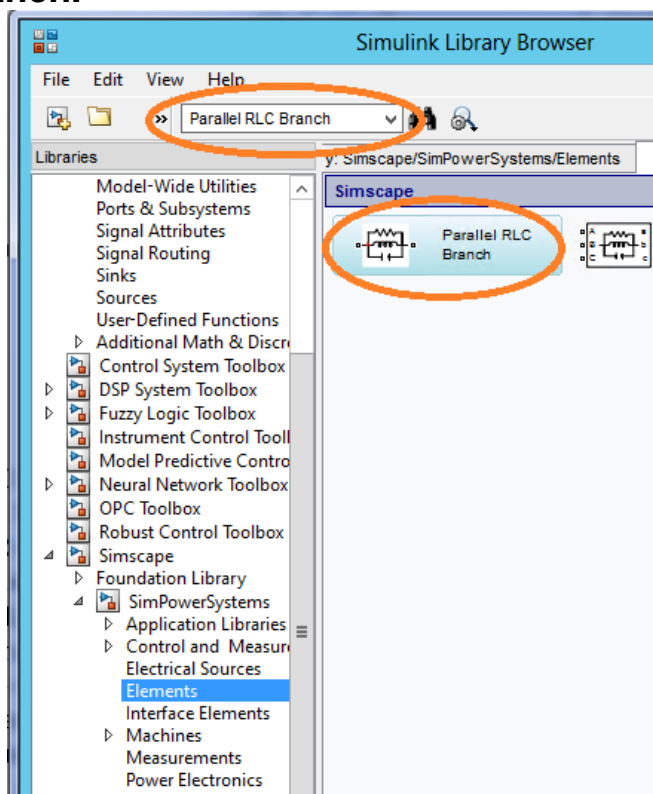 Simulink Library Browser
File Edit View Help
» Parallel RLC Branch
Libraries
y: Simscape/SimPowerSystems/Elements
Model-Wide Utilities
Ports & Subsystems
Signal Attributes
Signal Routing
Sinks
Sources
User-Defined Functions
Additional Math & Discre
Control System Toolbox
DSP System Toolbox
Fuzzy Logic Toolbox
Instrument Control Tooll
Model Predictive Contro
Neural Network Toolbox
OPC Toolbox
Robust Control Toolbox
Simscape
Foundation Library
SimPowerSystems
Application Libraries
Control and Measure
Electrical Sources
Elements
Interface Elements
Machines
Measurements
Power Electronics
Simscape
Parallel RLC
Branch
A
B
C